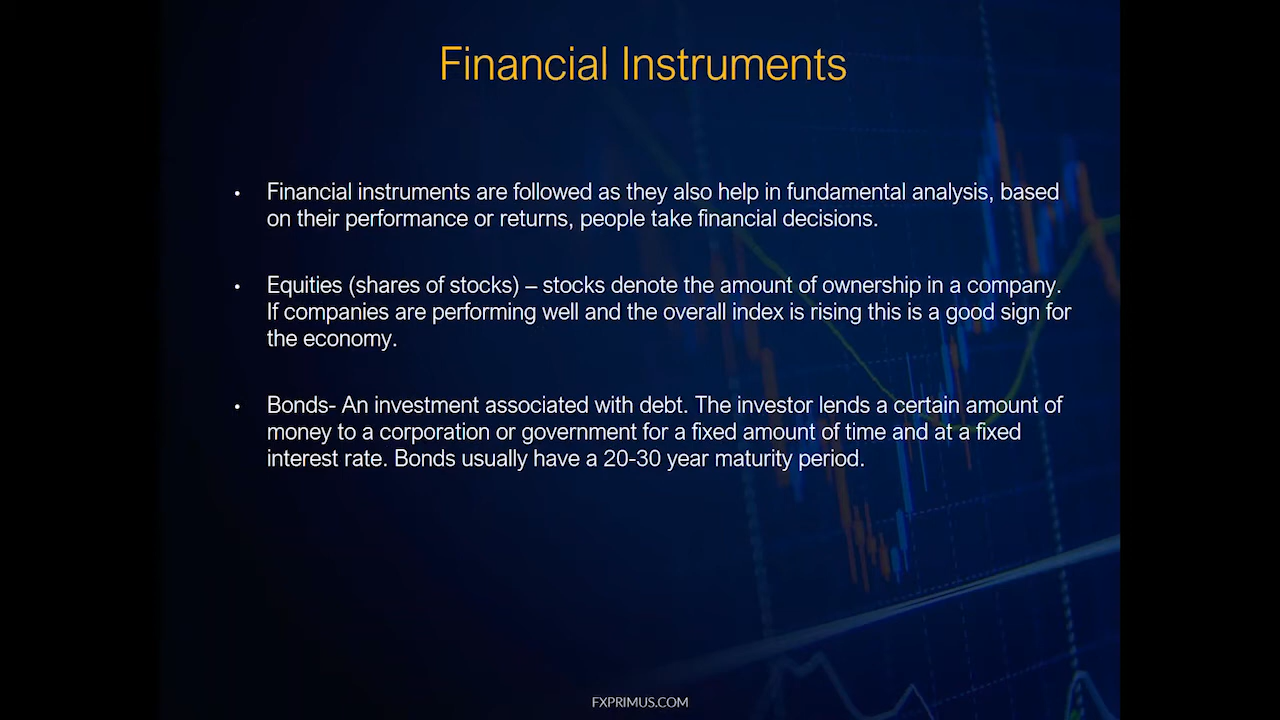 Financial Instruments
• Financial instruments are followed as they also help in fundamental analysis, based
on their performance or returns, people take financial decisions.
• Equities (shares of stocks) – stocks denote the amount of ownership in a company.
If companies are performing well and the overall index is rising this is a good sign for
the economy.
• Bonds- An investment associated with debt. The investor lends a certain amount of
money to a corporation or government for a fixed amount of time and at a fixed
interest rate. Bonds usually have a 20-30 year maturity period.
FXPRIMUS.COM